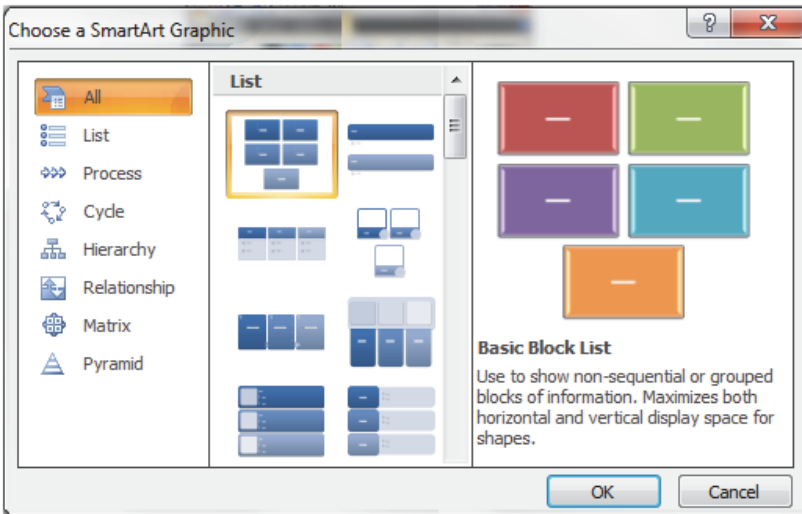 Choose a SmartArt Graphic
?
X
All
List
Process
Cycle
Hierarchy
Relationship
Matrix
Pyramid
List
Basic Block List
Use to show non-sequential or grouped
blocks of information. Maximizes both
horizontal and vertical display space for
shapes.
OK
Cancel